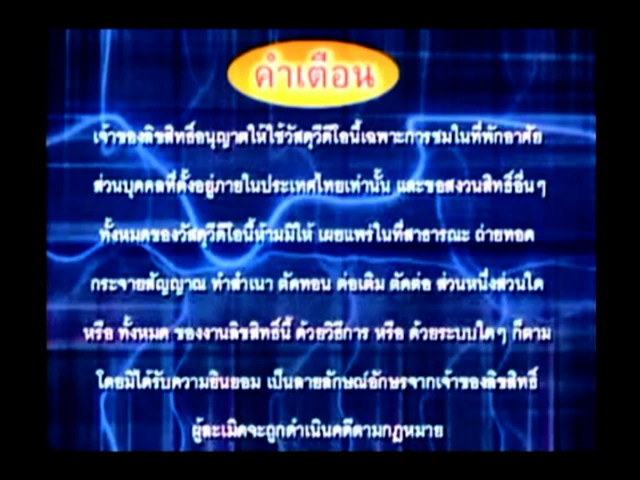 คำเตือน
เจ้าของลิขสิทธิ์อนุญาตให้ใช้วัสดุวีดีโอนี้เฉพาะการชมในที่พักอาศัย
ส่วนบุคคลที่ตั้งอยู่ภายในประเทศไทยเท่านั้น และขอสงวนสิทธิ์อื่นๆ
ทั้งหมดของวัสดุวีดีโอนี้ห้ามมิให้ เผยแพร่ในที่สาธารณะ ถ่ายทอด
กระจายสัญญาณ ทำสำเนา ตัดทอน ต่อเติม ดัดต่อ ส่วนหนึ่งส่วนใด
หรือ ทั้งหมด ของงานลิขสิทธิ์นี้ ด้วยวิธีการ หรือ ด้วยระบบใดๆ ก็ตาม
โดยมิได้รับความยินยอม เป็นลายลักษณ์อักษรจากเจ้าของลิขสิทธิ์
ผู้ละเมิดจะถูกดำเนินคดีตามกฎหมาย